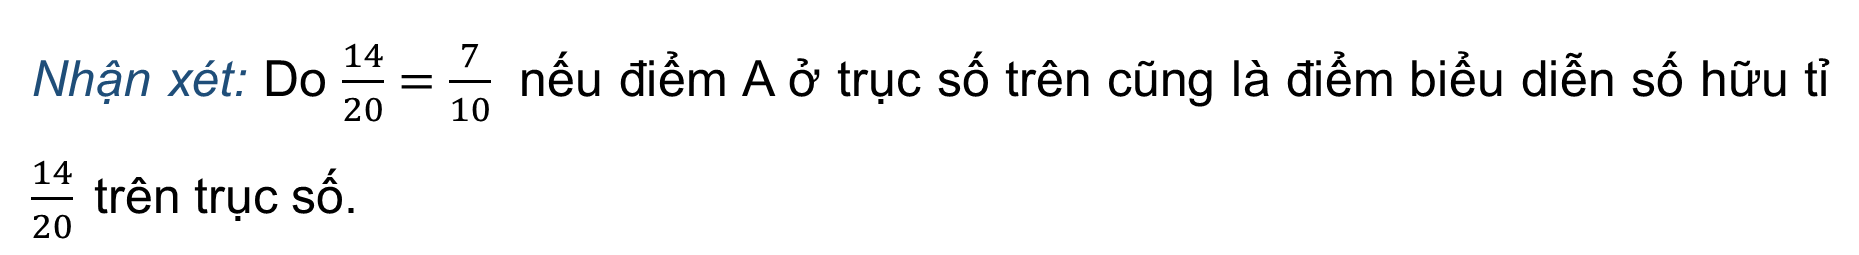 Nhận xét: Do 14/20 = 7/10 nếu điểm A ở trục số trên cũng là điểm biểu diễn số hữu tỉ
14/20 trên trục số.